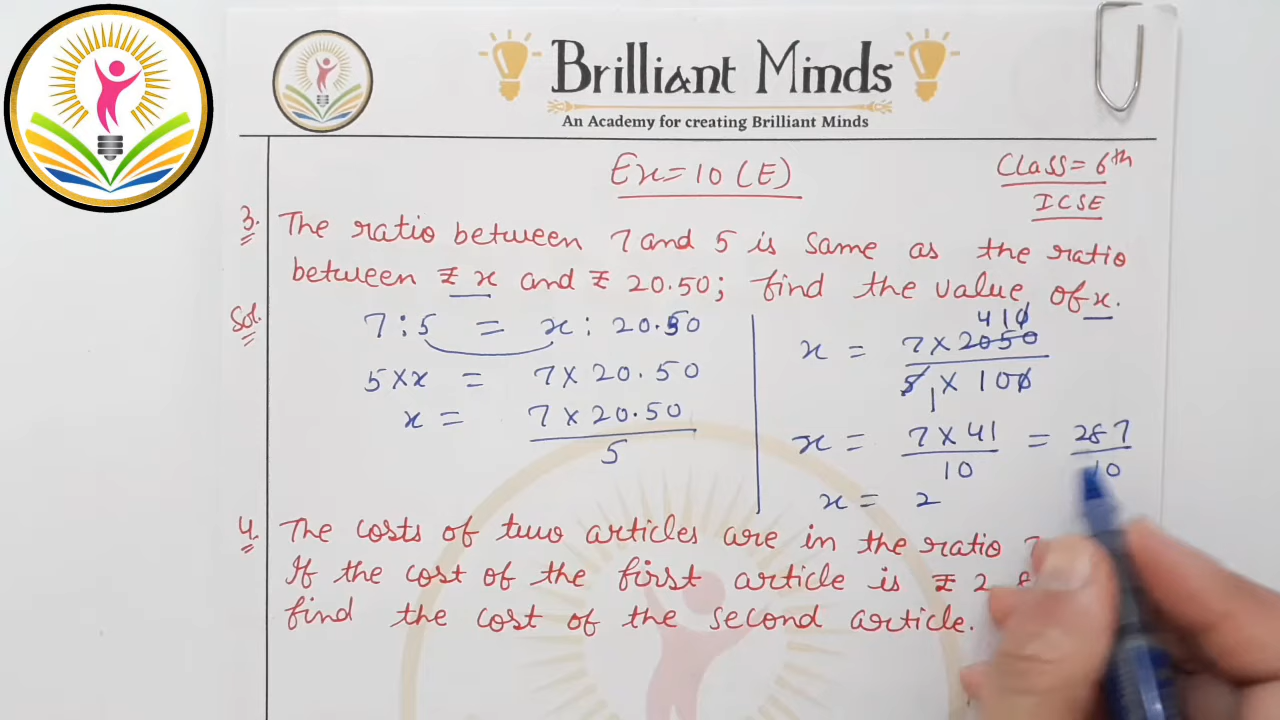 Brilliant Minds
An Academy for creating Brilliant Minds
Ex=10(E)
Class=6th
ICSE
3. The ratio between 7 and 5 is same as the ratio
between ₹ x and ₹ 20.50; find the value of x.
Sol.
7:5 = x:20.50
5×x = 7×20.50
x = 7×20.50
5
410
x = 7×2050
5×100
1
x = 7×41 = 287
10 10
x = 2
4. The costs of two articles are in the ratio
If the cost of the first article is ₹ 2
find the cost of the second article.